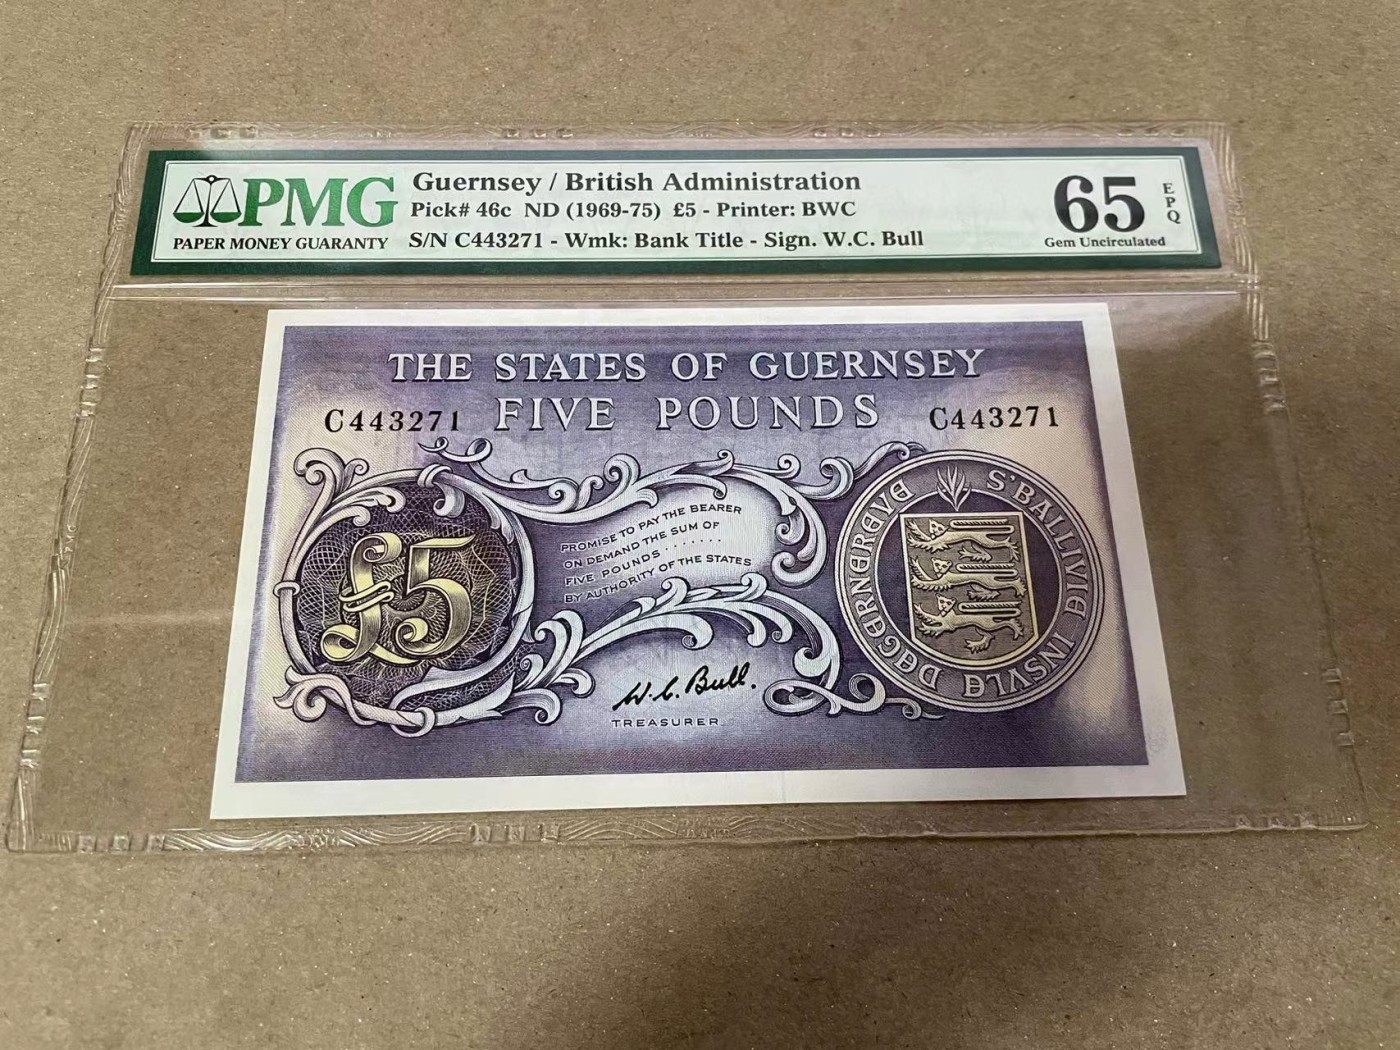 PMG
PAPER MONEY GUARANTY
Guernsey / British Administration
Pick# 46c ND (1969-75) £5 - Printer: BWC
S/N C443271 - Wmk: Bank Title - Sign. W.C. Bull
65
EPQ
Gem Uncirculated
THE STATES OF GUERNSEY
C443271 FIVE POUNDS C443271
£5
PROMISE TO PAY THE BEARER
ON DEMAND THE SUM OF
FIVE POUNDS .......
BY AUTHORITY OF THE STATES
W.C. Bull.
TREASURER
S'BALLIVIE INSVLE DGERNEREVE